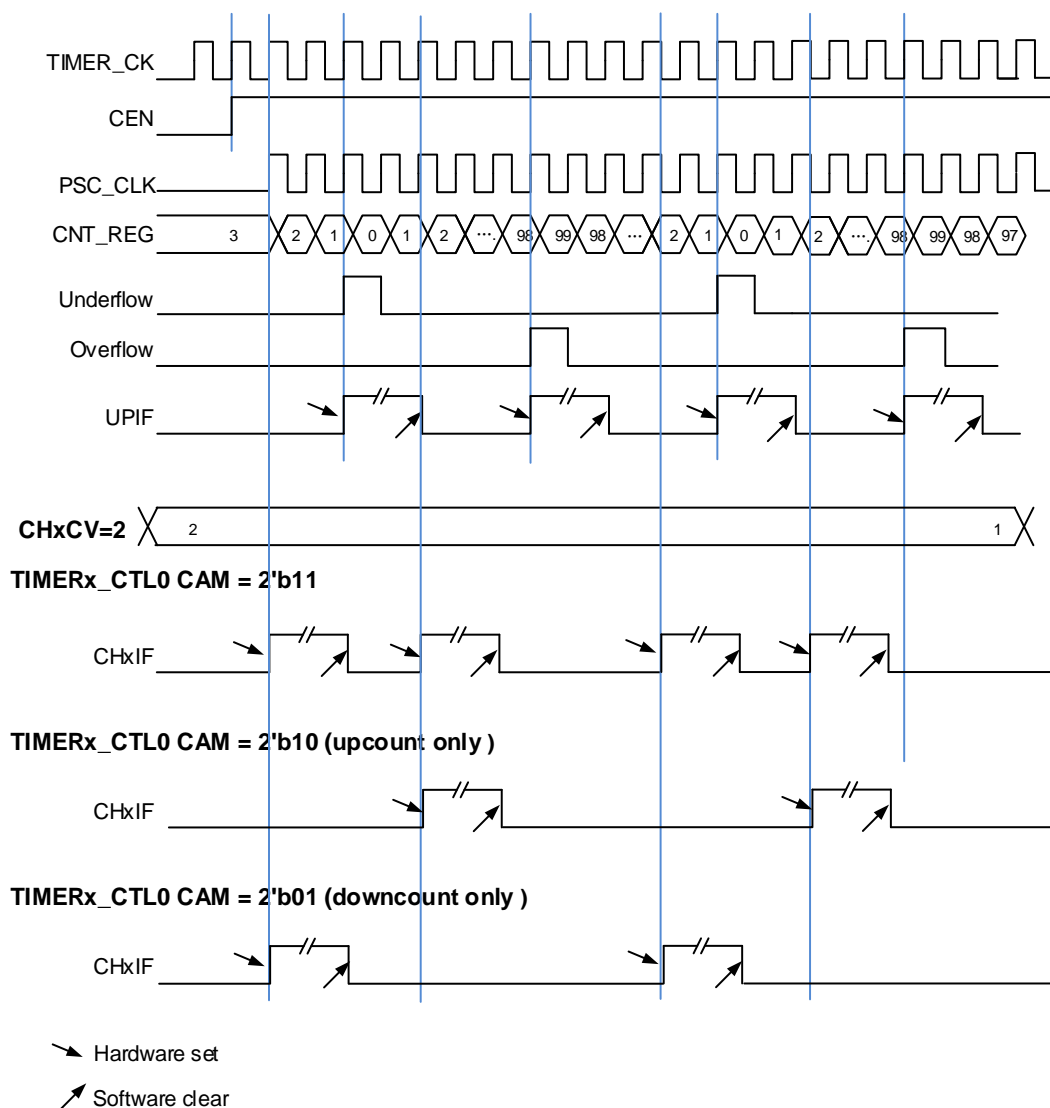 TIMER_CK
CEN
PSC_CLK
CNT_REG 3 2 1 0 1 2 .... 98 99 98 ... 2 1 0 1 2 .... 98 99 98 97
Underflow
Overflow
UPIF
CHxCV=2 2 1
TIMERx_CTL0 CAM = 2'b11
CHxIF
TIMERx_CTL0 CAM = 2'b10 (upcount only )
CHxIF
TIMERx_CTL0 CAM = 2'b01 (downcount only )
CHxIF
Hardware set
Software clear